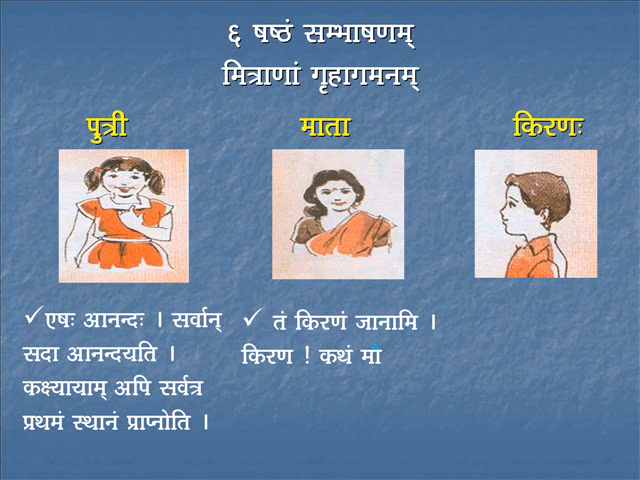 ६ षष्ठं सम्भाषणम्
मित्राणां गृहागमनम्
पुत्री
माता
किरणः
एषः आनन्दः । सर्वान्
सदा आनन्दयति ।
कक्ष्यायाम् अपि सर्वत्र
प्रथमं स्थानं प्राप्नोति ।
तं किरणं जानामि ।
किरण ! कथं मौ